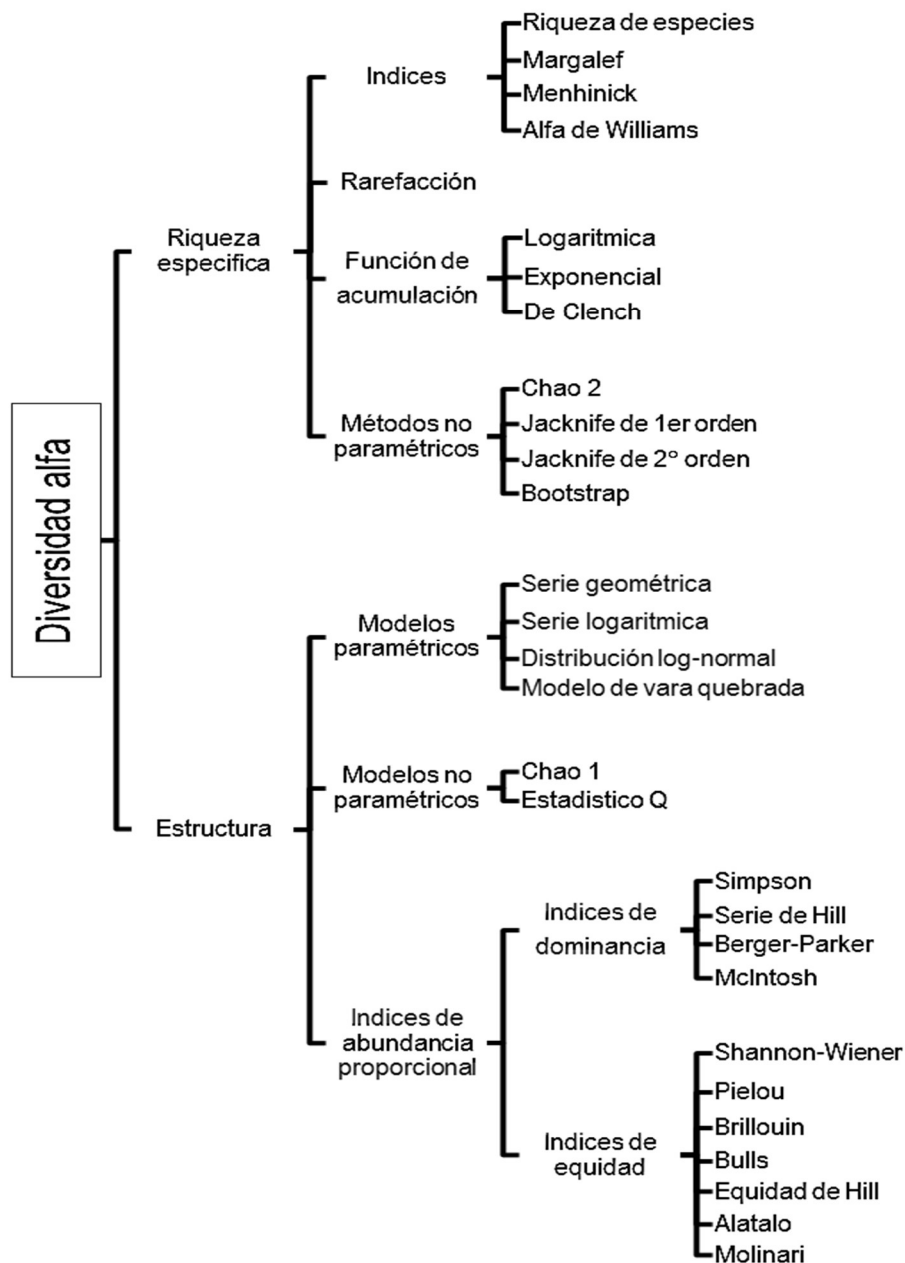 Diversidad alfa
Riqueza
especifica
Indices
Riqueza de especies
Margalef
Menhinick
Alfa de Williams
Rarefacción
Función de
acumulación
Logaritmica
Exponencial
De Clench
Métodos no
paramétricos
Chao 2
Jacknife de 1er orden
Jacknife de 2° orden
Bootstrap
Estructura
Modelos
paramétricos
Serie geométrica
Serie logaritmica
Distribución log-normal
Modelo de vara quebrada
Modelos no
paramétricos
Chao 1
Estadistico Q
Indices de
abundancia
proporcional
Indices de
dominancia
Simpson
Serie de Hill
Berger-Parker
McIntosh
Indices de
equidad
Shannon-Wiener
Pielou
Brillouin
Bulls
Equidad de Hill
Alatalo
Molinari